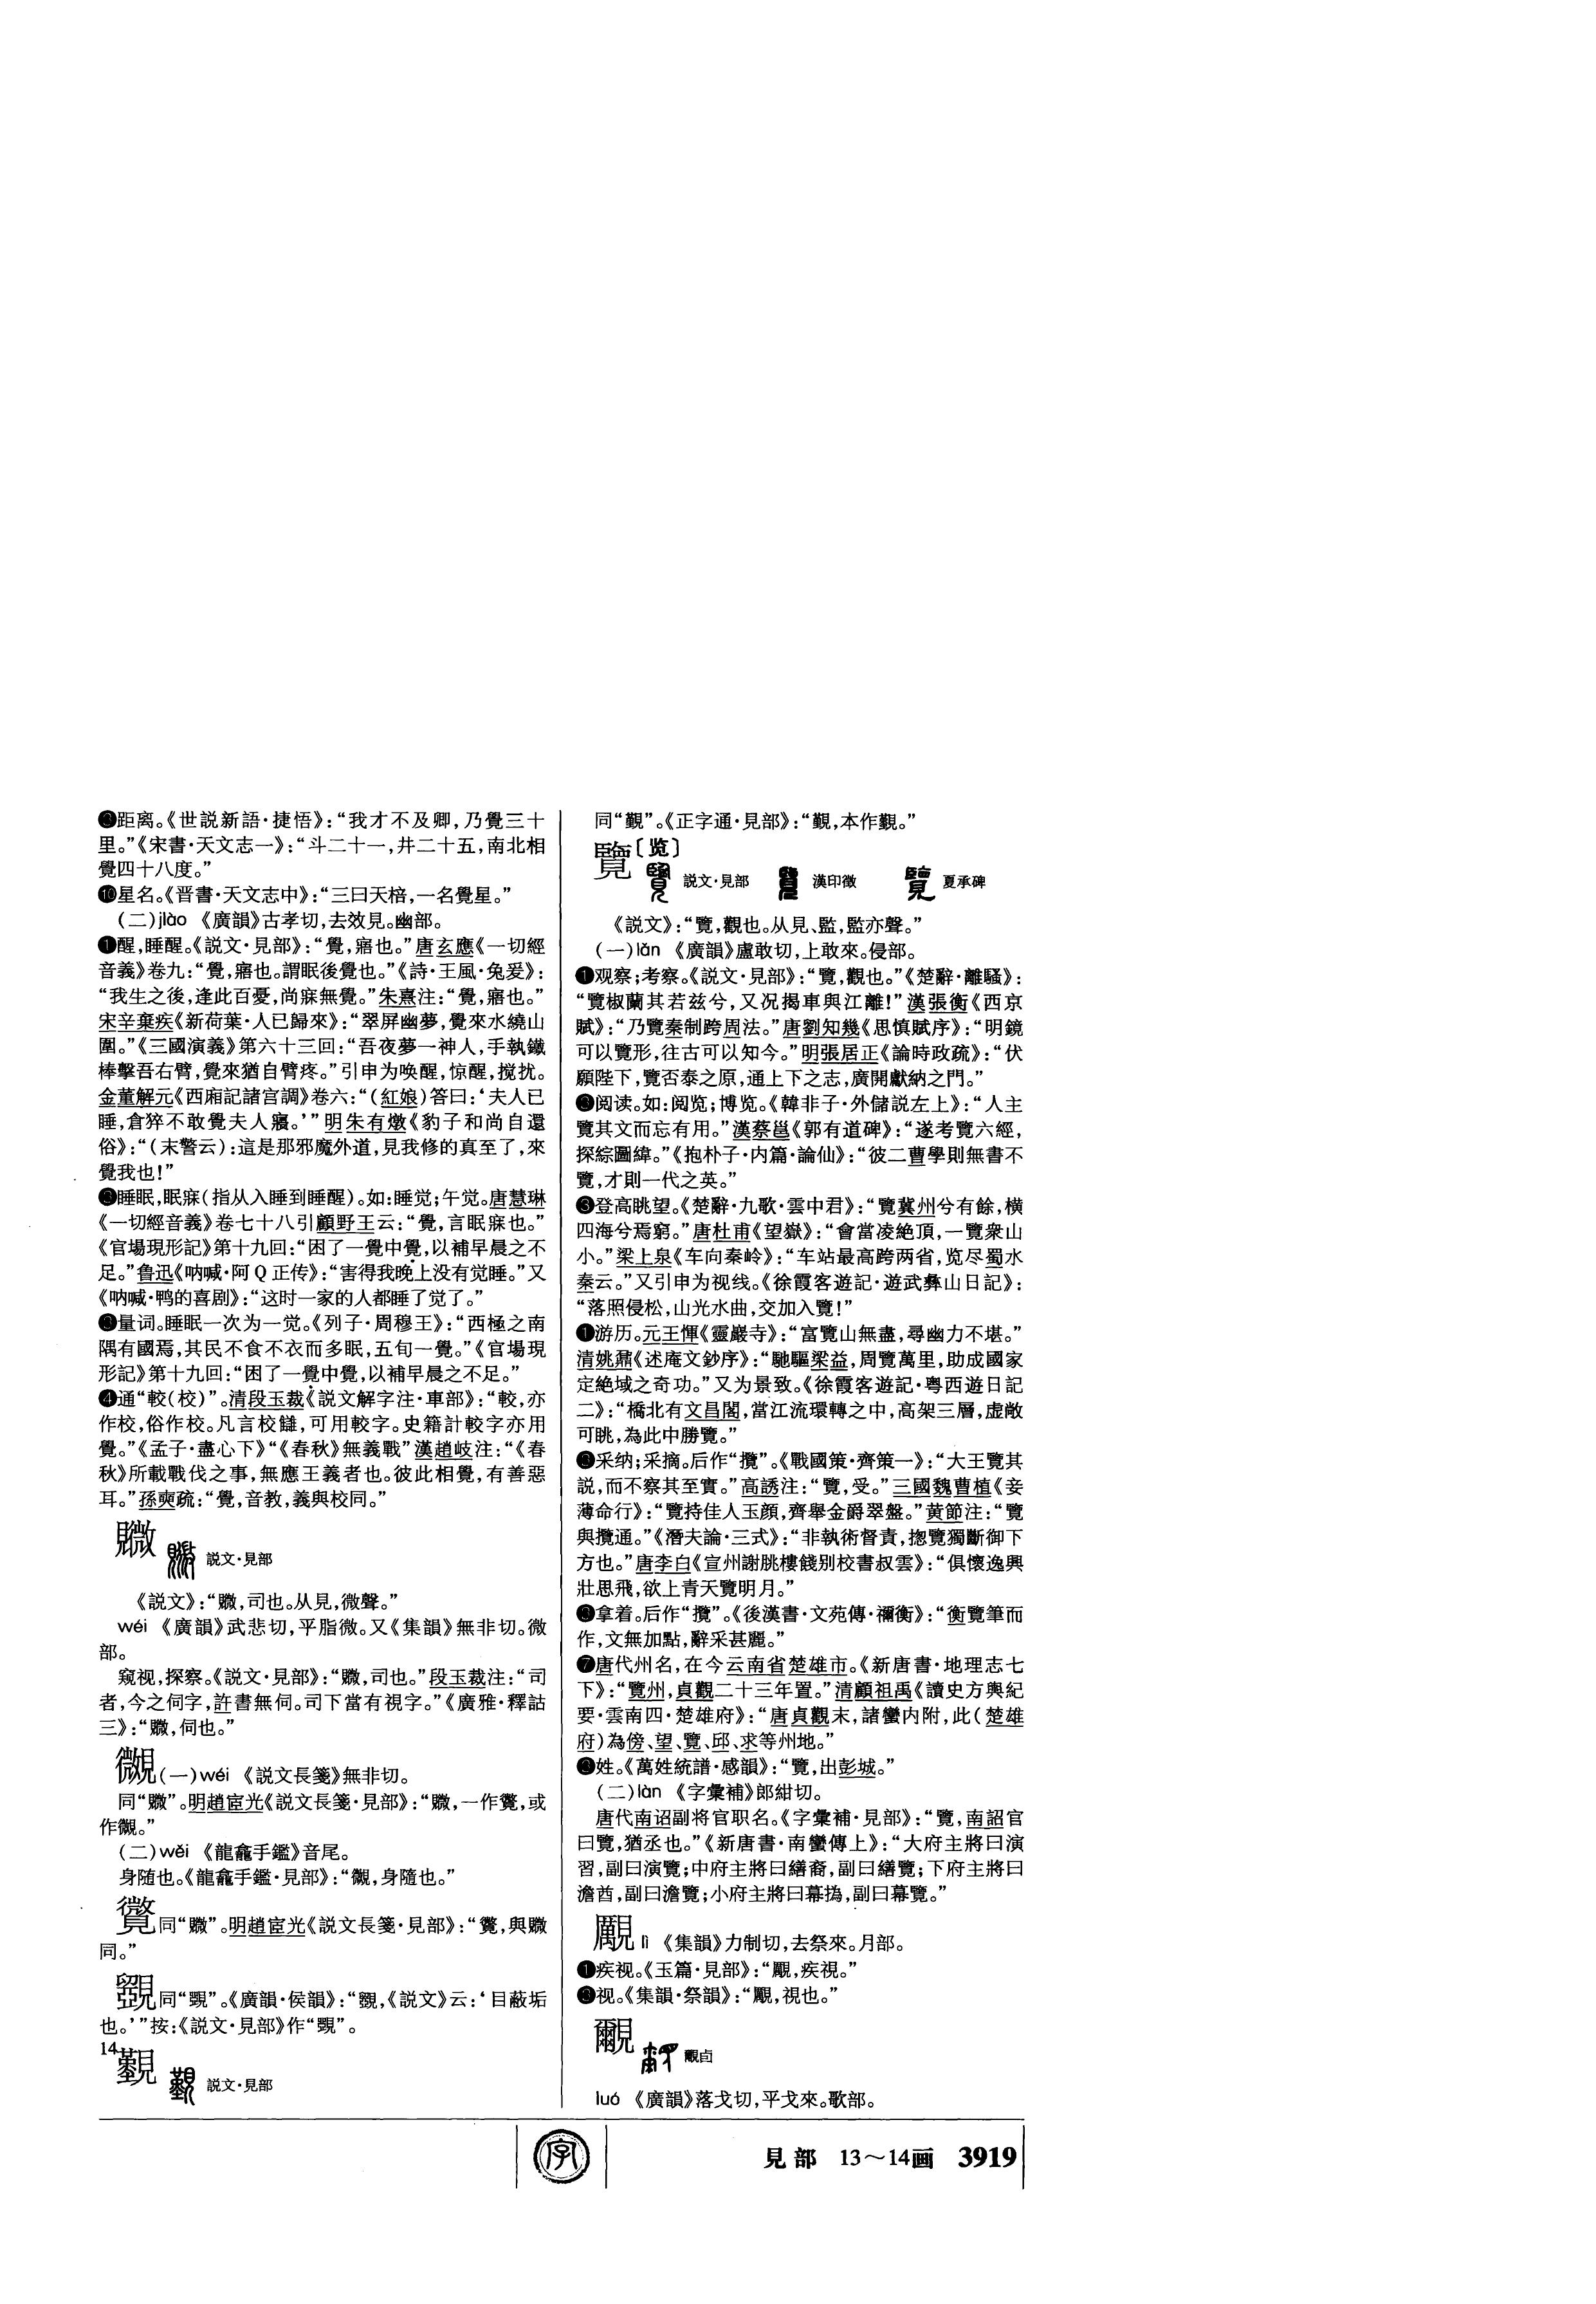 距离。《世説新語·捷悟》：“我才不及卿，乃覺三十
里。”《宋書·天文志一》：“斗二十一，井二十五，南北相
覺四十八度。”
❿星名。《晋書·天文志中》：“三曰天棓，一名覺星。”
（二）jiào 《廣韻》古孝切，去效見。幽部。
❶醒，睡醒。《説文·見部》：“覺，寤也。”唐玄應《一切經
音義》卷九：“覺，寤也。謂眠後覺也。”《詩·王風·兔爰》：
“我生之後，逢此百憂，尚寐無覺。”朱熹注：“覺，寤也。”
宋辛棄疾《新荷葉·人已歸來》：“翠屏幽夢，覺來水繞山
圍。”《三國演義》第六十三回：“吾夜夢一神人，手執鐵
棒擊吾右臂，覺來猶自臂疼。”引申为唤醒，惊醒，搅扰。
金董解元《西廂記諸宫調》卷六：“（紅娘）答曰：‘夫人已
睡，倉猝不敢覺夫人寢。’”明朱有燉《豹子和尚自還
俗》：“（末警云）：這是那邪魔外道，見我修的真至了，來
覺我也！”
睡眠，眠寐（指从入睡到睡醒）。如：睡觉；午觉。唐慧琳
《一切經音義》卷七十八引顧野王云：“覺，言眠寐也。”
《官場現形記》第十九回：“困了一覺中覺，以補早晨之不
足。”鲁迅《呐喊·阿Q正传》：“害得我晚上没有觉睡。”又
《呐喊·鸭的喜剧》：“这时一家的人都睡了觉了。”
❸量词。睡眠一次为一觉。《列子·周穆王》：“西極之南
隅有國焉，其民不食不衣而多眠，五旬一覺。”《官場現
形記》第十九回：“困了一覺中覺，以補早晨之不足。”
❹通“較（校）”。清段玉裁《説文解字注·車部》：“較，亦
作校，俗作挍。凡言校讎，可用較字。史籍計較字亦用
覺。”《孟子·盡心下》“《春秋》無義戰”漢趙岐注：“《春
秋》所載戰伐之事，無應王義者也。彼此相覺，有善惡
耳。”孫奭疏：“覺，音教，義與校同。”
説文·見部
《説文》：“覹，司也。从見，微聲。”
wéi 《廣韻》武悲切，平脂微。又《集韻》無非切。微
部。
窥视，探察。《説文·見部》：“覹，司也。”段玉裁注：“司
者，今之伺字，許書無伺。司下當有視字。”《廣雅·釋詁
三》：“覹，伺也。”
（一）wéi 《説文長箋》無非切。
同“覹”。明趙宧光《説文長箋·見部》：“覹，一作，或
作。”
（二）wěi 《龍龕手鑑》音尾。
身随也。《龍龕手鑑·見部》：“，身隨也。”
同“覹”。明趙宧光《説文長箋·見部》：“，與覹
同。”
同“覴”。《廣韻·侯韻》：“，《説文》云：‘目蔽垢
也。’”按：《説文·見部》作“”。
14
説文·見部
同“覲”。《正字通·見部》：“覲，本作。”
覽〔览〕
説文·見部 漢印徵 夏承碑
《説文》：“覽，觀也。从見、監，監亦聲。”
（一）lǎn 《廣韻》盧敢切，上敢來。侵部。
❶观察；考察。《説文·見部》：“覽，觀也。”《楚辭·離騷》：
“覽椒蘭其若兹兮，又况揭車與江離！”漢張衡《西京
賦》：“乃覽秦制跨周法。”唐劉知幾《思慎賦序》：“明鏡
可以覽形，往古可以知今。”明張居正《論時政疏》：“伏
願陛下，覽否泰之原，通上下之志，廣開獻納之門。”
阅读。如：阅览；博览。《韓非子·外儲説左上》：“人主
覽其文而忘有用。”漢蔡邕《郭有道碑》：“遂考覽六經，
探綜圖緯。”《抱朴子·内篇·論仙》：“彼二曹學則無書不
覽，才則一代之英。”
❸登高眺望。《楚辭·九歌·雲中君》：“覽冀州兮有餘，横
四海兮焉窮。”唐杜甫《望嶽》：“會當凌絶頂，一覽衆山
小。”梁上泉《车向秦岭》：“车站最高跨两省，览尽蜀水
秦云。”又引申为视线。《徐霞客遊記·遊武彝山日記》：
“落照侵松，山光水曲，交加入覽！”
游历。元王惲《靈巖寺》：“富覽山無盡，尋幽力不堪。”
清姚鼐《述庵文鈔序》：“馳驅梁益，周覽萬里，助成國家
定絶域之奇功。”又为景致。《徐霞客遊記·粤西遊日記
二》：“橋北有文昌閣，當江流環轉之中，高架三層，虚敞
可眺，為此中勝覽。”
采纳；采摘。后作“攬”。《戰國策·齊策一》：“大王覽其
説，而不察其至實。”高誘注：“覽，受。”三國魏曹植《妾
薄命行》：“覽持佳人玉顔，齊舉金爵翠盤。”黄節注：“覽
與攬通。”《潛夫論·三式》：“非執術督責，揔覽獨斷御下
方也。”唐李白《宣州謝朓樓餞别校書叔雲》：“俱懷逸興
壯思飛，欲上青天覽明月。”
拿着。后作“攬”。《後漢書·文苑傳·禰衡》：“衡覽筆而
作，文無加點，辭采甚麗。”
❼唐代州名，在今云南省楚雄市。《新唐書·地理志七
下》：“覽州，貞觀二十三年置。”清顧祖禹《讀史方輿紀
要·雲南四·楚雄府》：“唐貞觀末，諸蠻内附，此（楚雄
府）為傍、望、覽、邱、求等州地。”
姓。《萬姓統譜·感韻》：“覽，出彭城。”
（二）làn 《字彙補》郎紺切。
唐代南诏副将官职名。《字彙補·見部》：“覽，南詔官
曰覽，猶丞也。”《新唐書·南蠻傳上》：“大府主將曰演
習，副曰演覽；中府主將曰繕裔，副曰繕覽；下府主將曰
澹酋，副曰澹覽；小府主將曰幕㧑，副曰幕覽。”
lì 《集韻》力制切，去祭來。月部。
❶疾视。《玉篇·見部》：“，疾視。”
视。《集韻·祭韻》：“，視也。”
覼
覼卣
luó 《廣韻》落戈切，平戈來。歌部。
字
見部 13～14画 3919